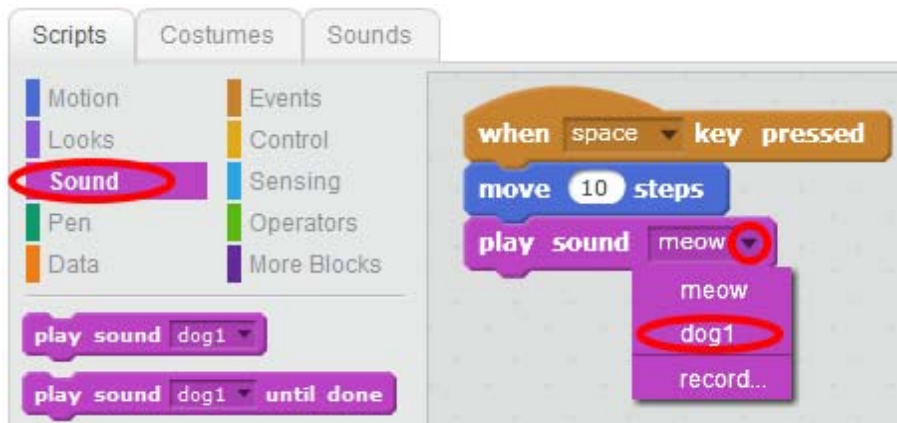 Scripts Costumes Sounds
Motion Events
Looks Control
Sound Sensing
Pen Operators
Data More Blocks
play sound dog1
play sound dog1 until done
when space key pressed
move 10 steps
play sound meow
meow
dog1
record...